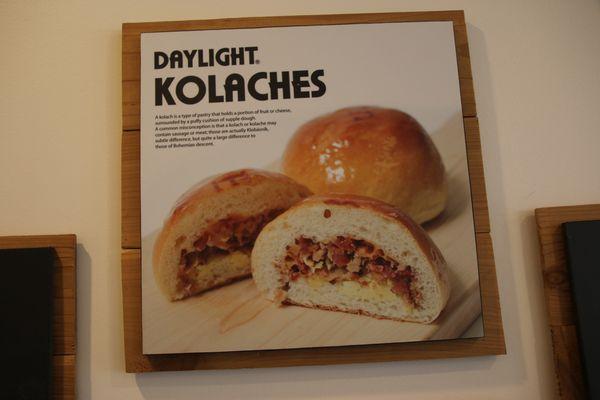 DAYLIGHT®
KOLACHES
A kolach is a type of pastry that holds a portion of fruit or cheese,
surrounded by a puffy cushion of supple dough.
A common misconception is that a kolach or kolache may
contain sausage or meat; those are actually Klobásník,
subtle difference, but quite a large difference to
those of Bohemian descent.